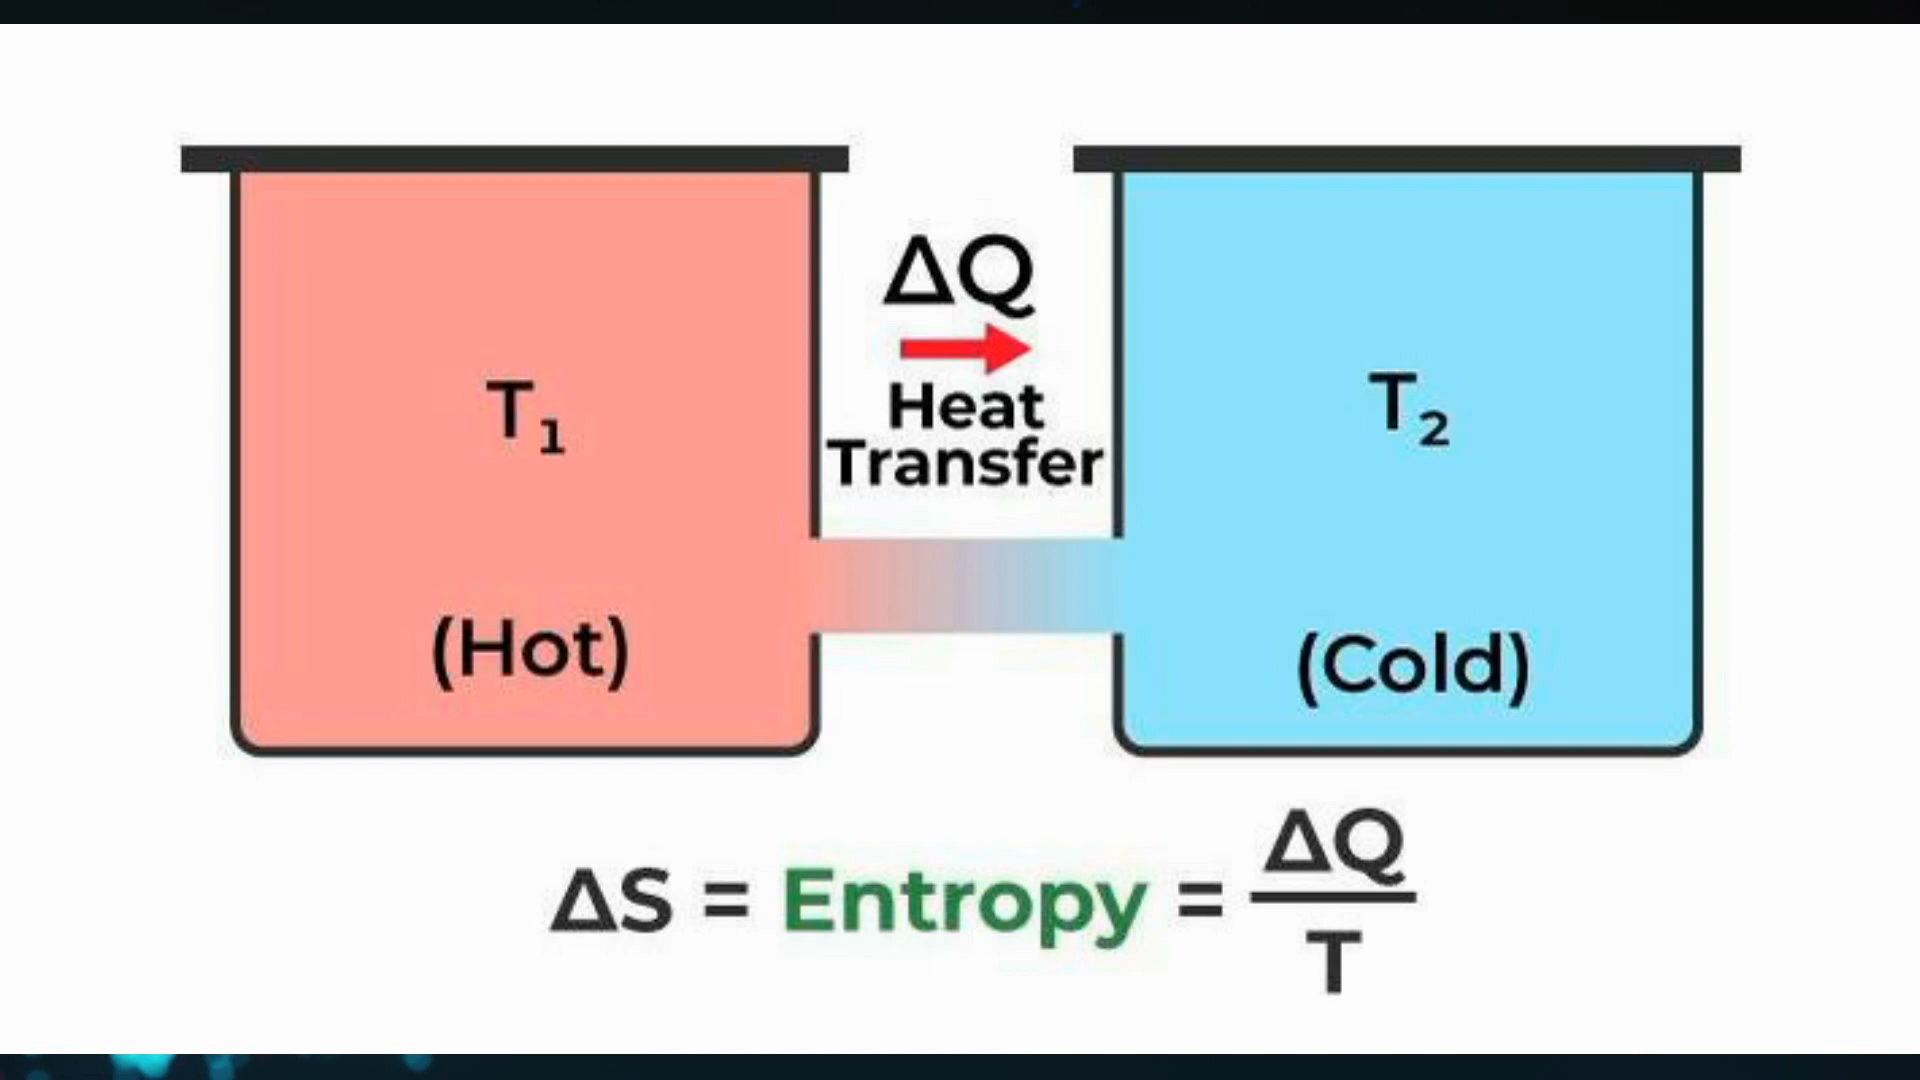 ΔQ
Heat
Transfer
T₁
T₂
(Hot)
(Cold)
ΔS = Entropy = ΔQ
T